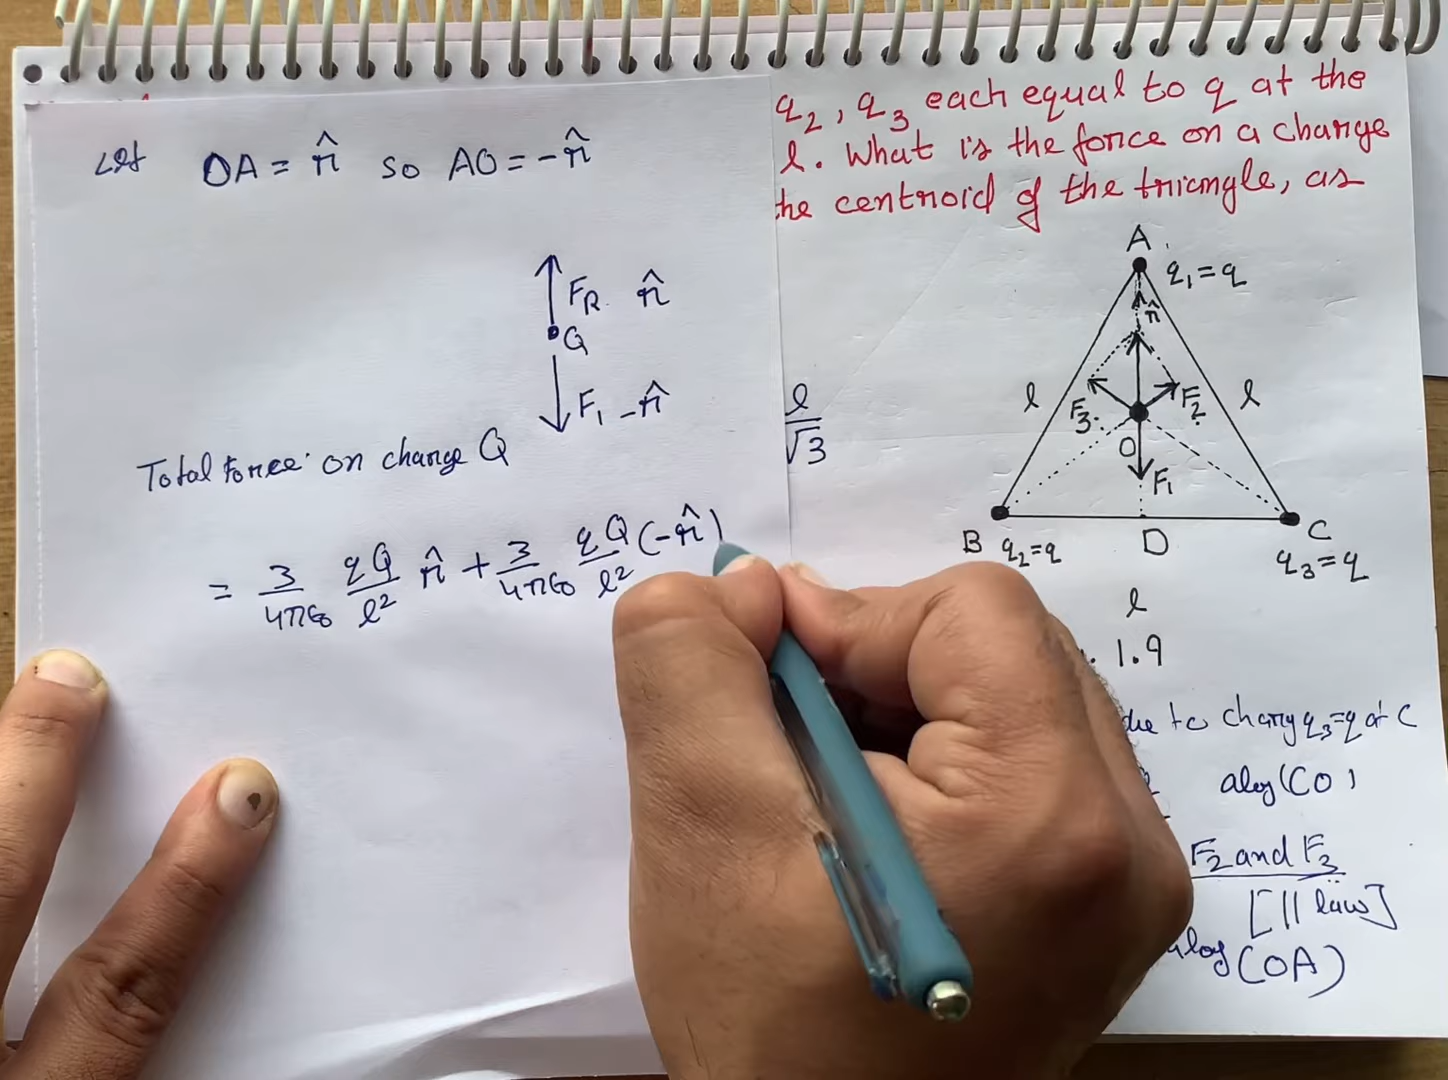 q₂, q₃ each equal to q at the
l. What is the force on a charge
the centroid of the triangle, as
Let OA = r̂ so AO = -r̂
F_R r̂
Q
F₁ -r̂
Total Force on charge Q
= 3/4πε₀ qQ/l² r̂ + 3/4πε₀ qQ/l² (-r̂)
l/√3
A
q₁ = q
r̂
l
l
F₃
F₂
O
F₁
B
q₂ = q
D
C
q₃ = q
l
1.9
due to charge q₃=q at C
along (CO)
F₂ and F₃
[|| law]
along (OA)